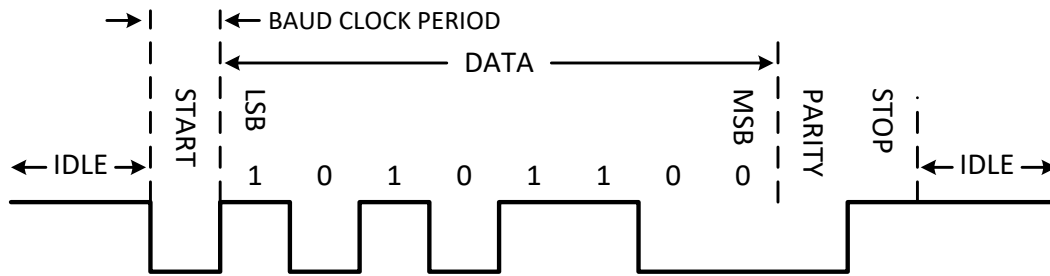 BAUD CLOCK PERIOD
DATA
START
LSB
MSB
PARITY
STOP
IDLE
IDLE
1 0 1 0 1 1 0 0